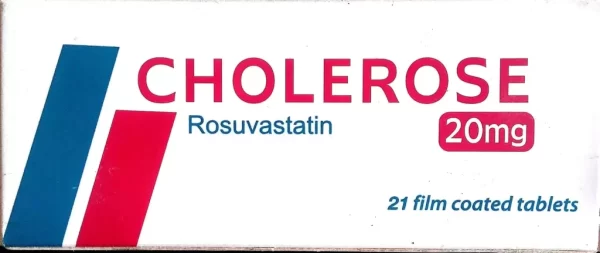 CHOLEROSE
Rosuvastatin
20mg
21 film coated tablets